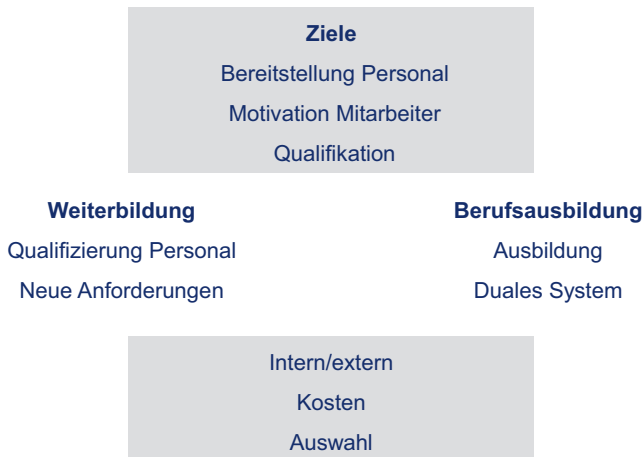 Ziele
Bereitstellung Personal
Motivation Mitarbeiter
Qualifikation
Weiterbildung
Qualifizierung Personal
Neue Anforderungen
Berufsausbildung
Ausbildung
Duales System
Intern/extern
Kosten
Auswahl